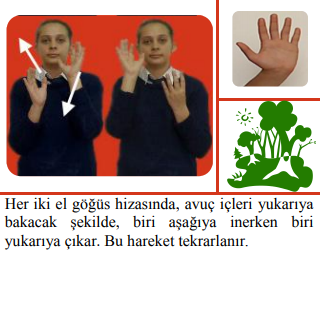 Her iki el göğüs hizasında, avuç içleri yukarıya
bakacak şekilde, biri aşağıya inerken biri
yukarıya çıkar. Bu hareket tekrarlanır.